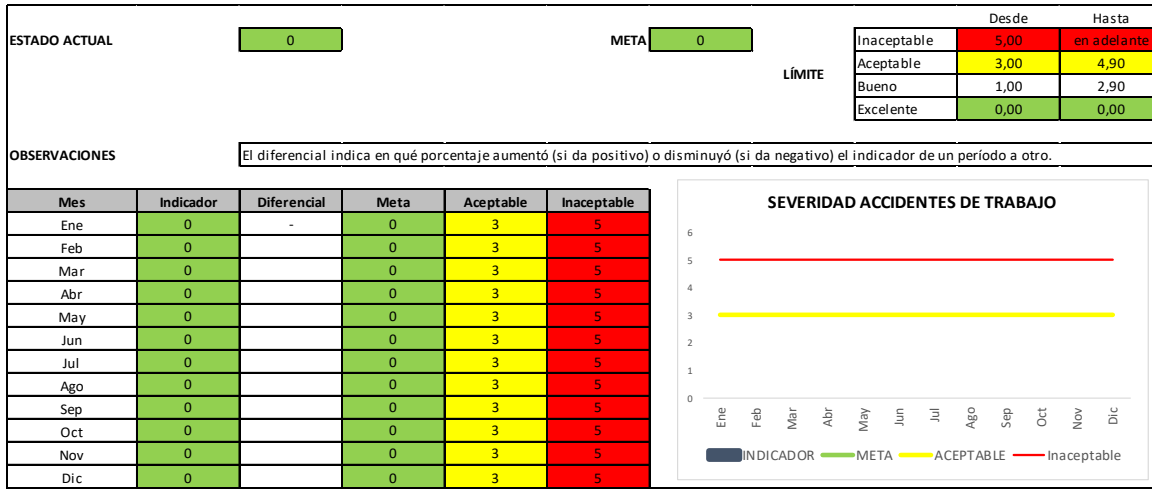 Desde Hasta
ESTADO ACTUAL 0 META 0 Inaceptable 5,00 en adelante
LÍMITE Aceptable 3,00 4,90
Bueno 1,00 2,90
Excelente 0,00 0,00
OBSERVACIONES El diferencial indica en qué porcentaje aumentó (si da positivo) o disminuyó (si da negativo) el indicador de un período a otro.
Mes Indicador Diferencial Meta Aceptable Inaceptable
Ene 0 - 0 3 5
Feb 0 0 3 5
Mar 0 0 3 5
Abr 0 0 3 5
May 0 0 3 5
Jun 0 0 3 5
Jul 0 0 3 5
Ago 0 0 3 5
Sep 0 0 3 5
Oct 0 0 3 5
Nov 0 0 3 5
Dic 0 0 3 5
SEVERIDAD ACCIDENTES DE TRABAJO
6
5
4
3
2
1
0
Ene Feb Mar Abr May Jun Jul Ago Sep Oct Nov Dic
INDICADOR META ACEPTABLE Inaceptable